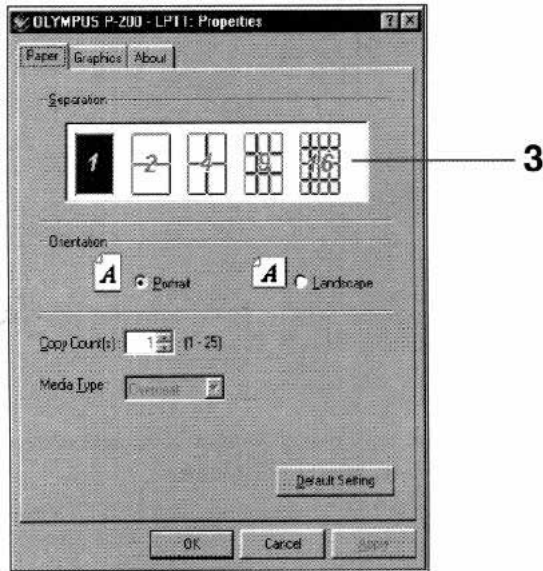 OLYMPUS P-200 - LPT1: Properties
Paper Graphics About
Separation
1 2 4 9 16
3
Orientation
A Portrait A Landscape
Copy Count(s): 1 (1 - 25)
Media Type: Overcoat
Default Setting
OK Cancel Apply